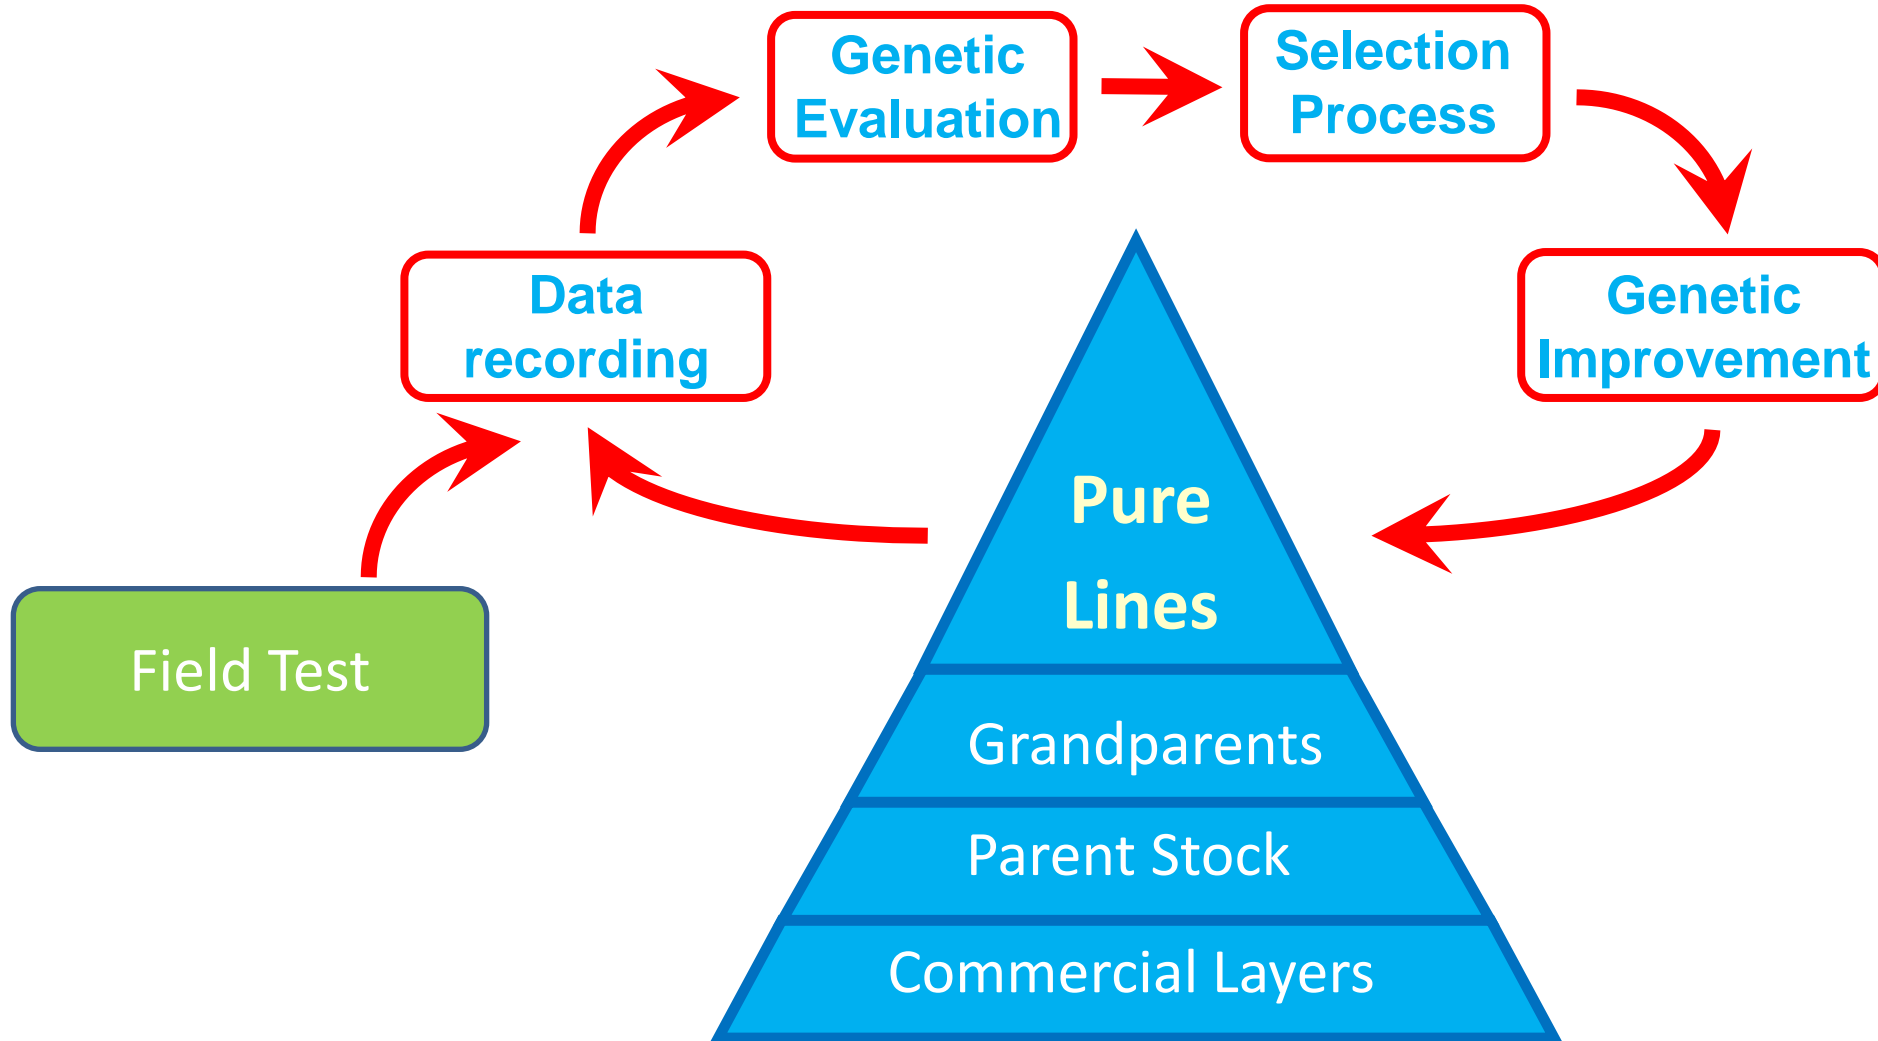 Genetic
Evaluation
Selection
Process
Data
recording
Genetic
Improvement
Pure
Lines
Field Test
Grandparents
Parent Stock
Commercial Layers